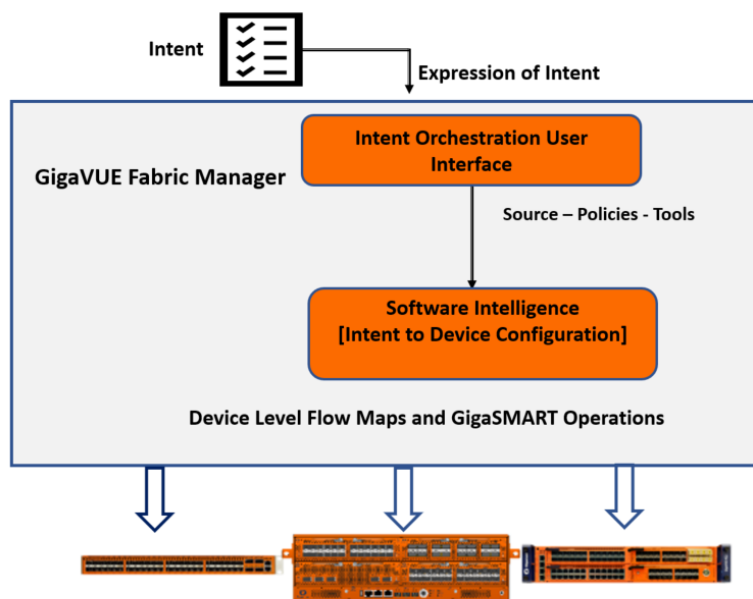 Intent
Expression of Intent
Intent Orchestration User
Interface
GigaVUE Fabric Manager
Source – Policies - Tools
Software Intelligence
[Intent to Device Configuration]
Device Level Flow Maps and GigaSMART Operations